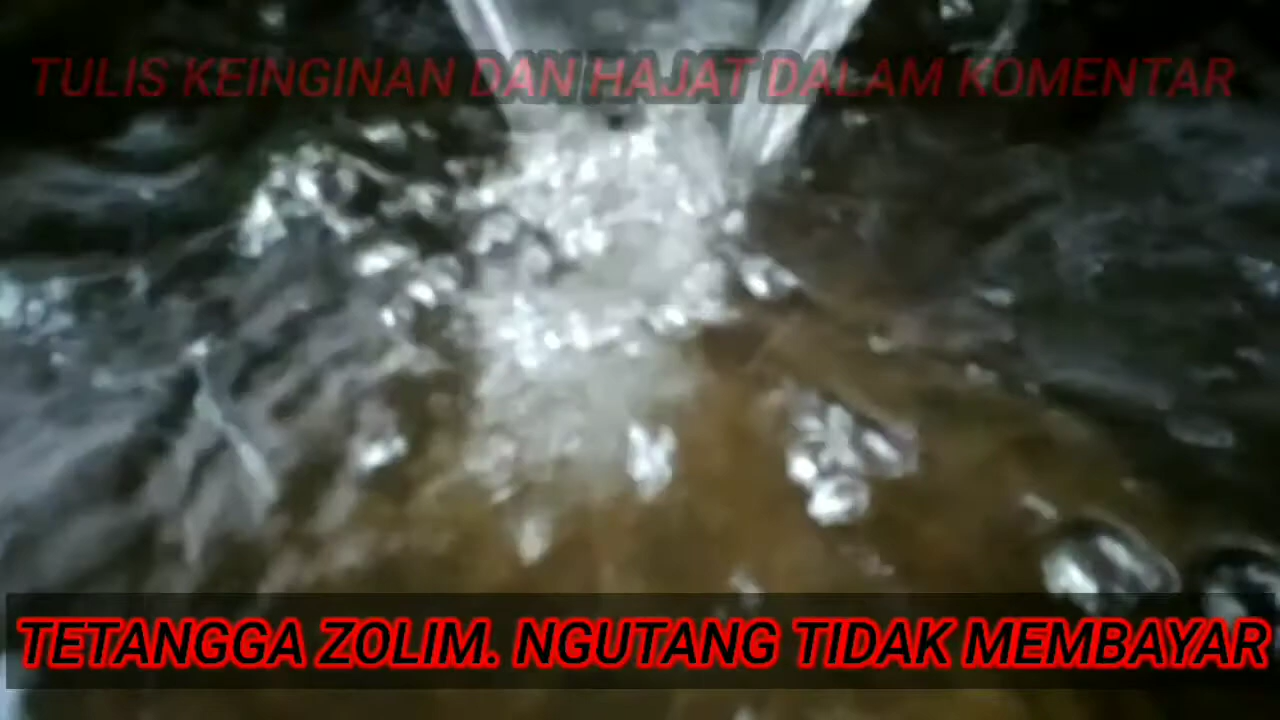 TULIS KEINGINAN DAN HAJAT DALAM KOMENTAR
TETANGGA ZOLIM. NGUTANG TIDAK MEMBAYAR